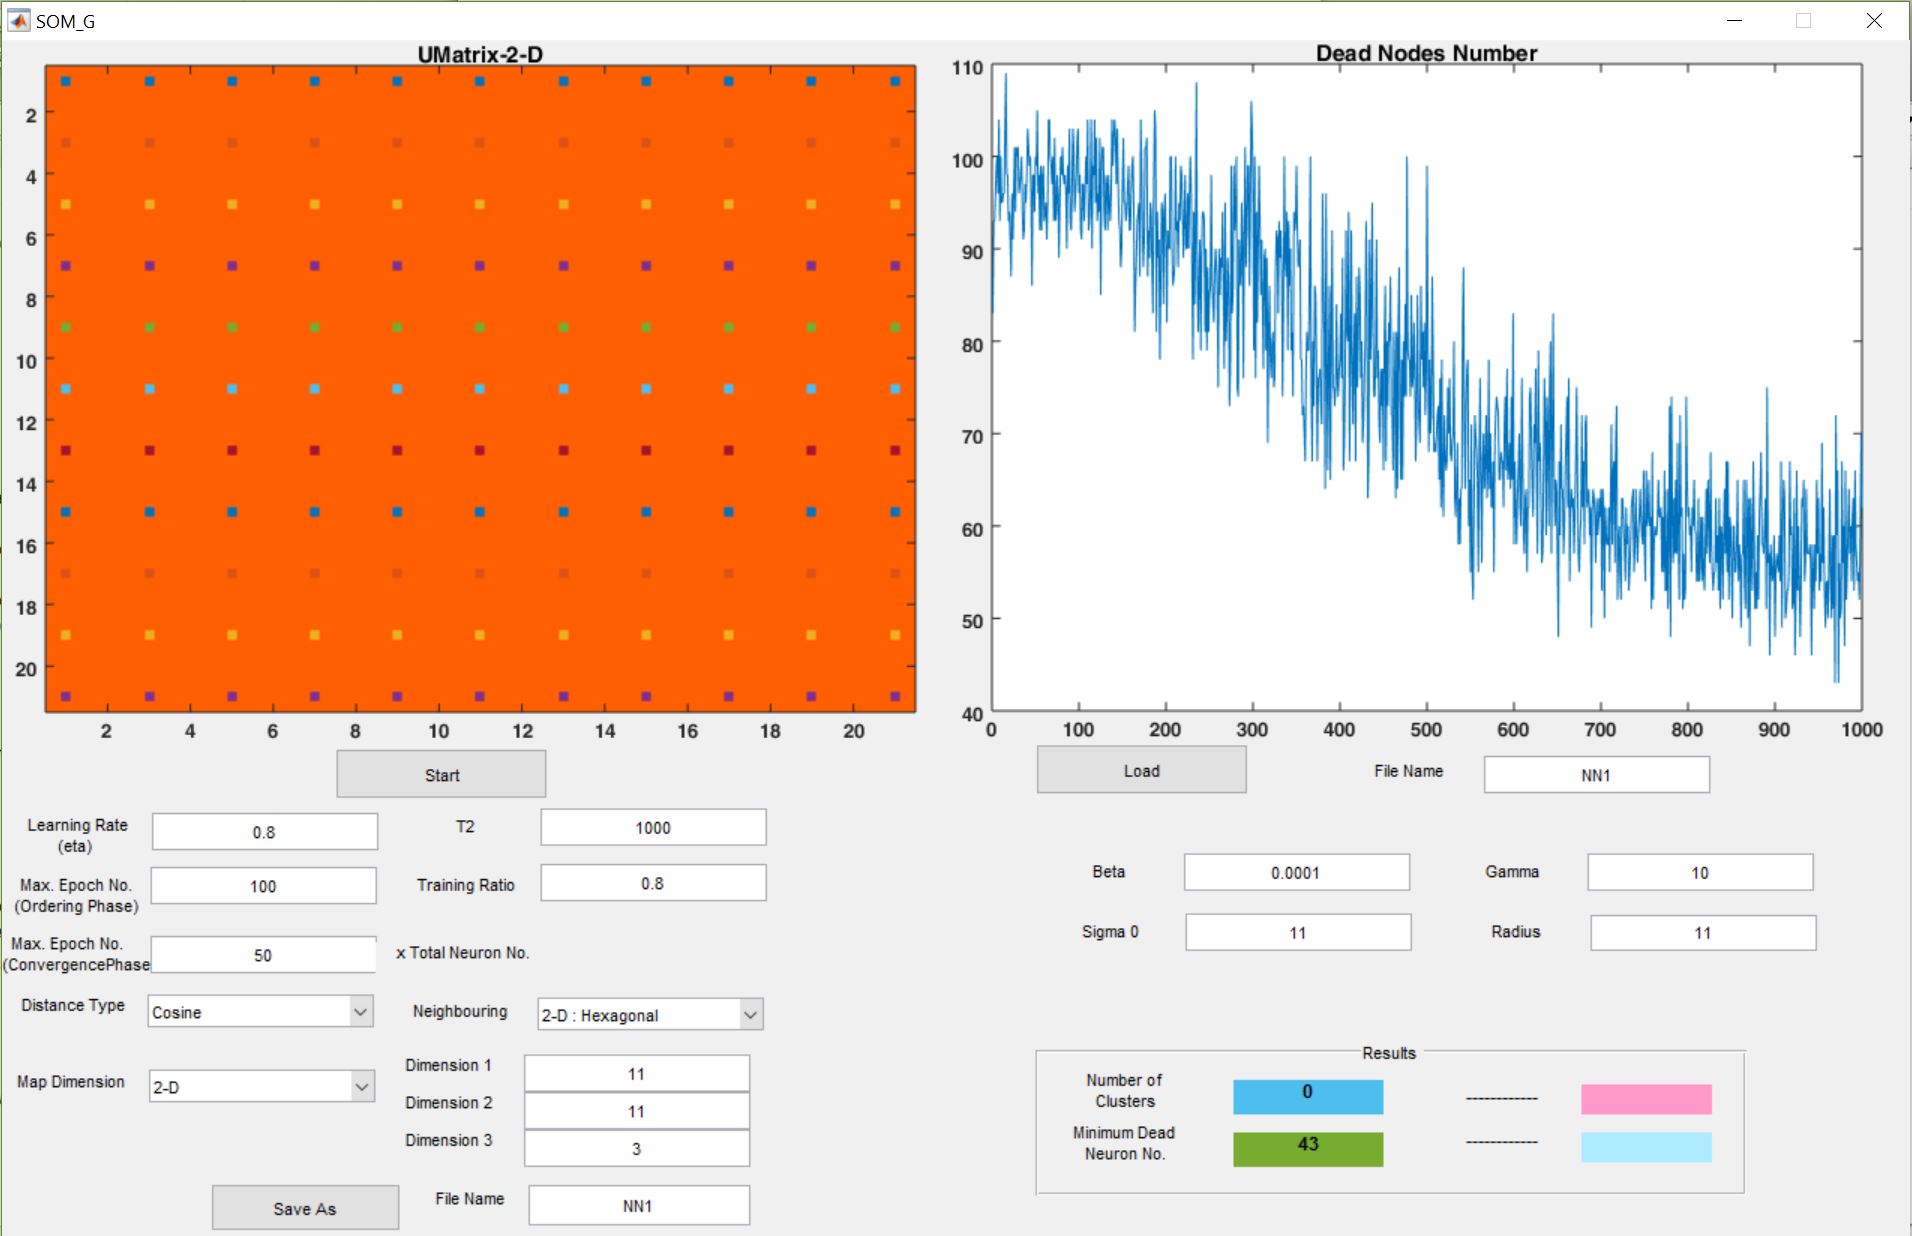 SOM_G
UMatrix-2-D
2
4
6
8
10
12
14
16
18
20
2 4 6 8 10 12 14 16 18 20
Dead Nodes Number
110
100
90
80
70
60
50
40
0 100 200 300 400 500 600 700 800 900 1000
Start
Load
File Name
NN1
Learning Rate
(eta)
0.8
T2
1000
Max. Epoch No.
(Ordering Phase)
100
Training Ratio
0.8
Max. Epoch No.
(ConvergencePhase
50
x Total Neuron No.
Distance Type
Cosine
Neighbouring
2-D : Hexagonal
Map Dimension
2-D
Dimension 1
11
Dimension 2
11
Dimension 3
3
Save As
File Name
NN1
Beta
0.0001
Gamma
10
Sigma 0
11
Radius
11
Results
Number of
Clusters
0
------------
Minimum Dead
Neuron No.
43
------------